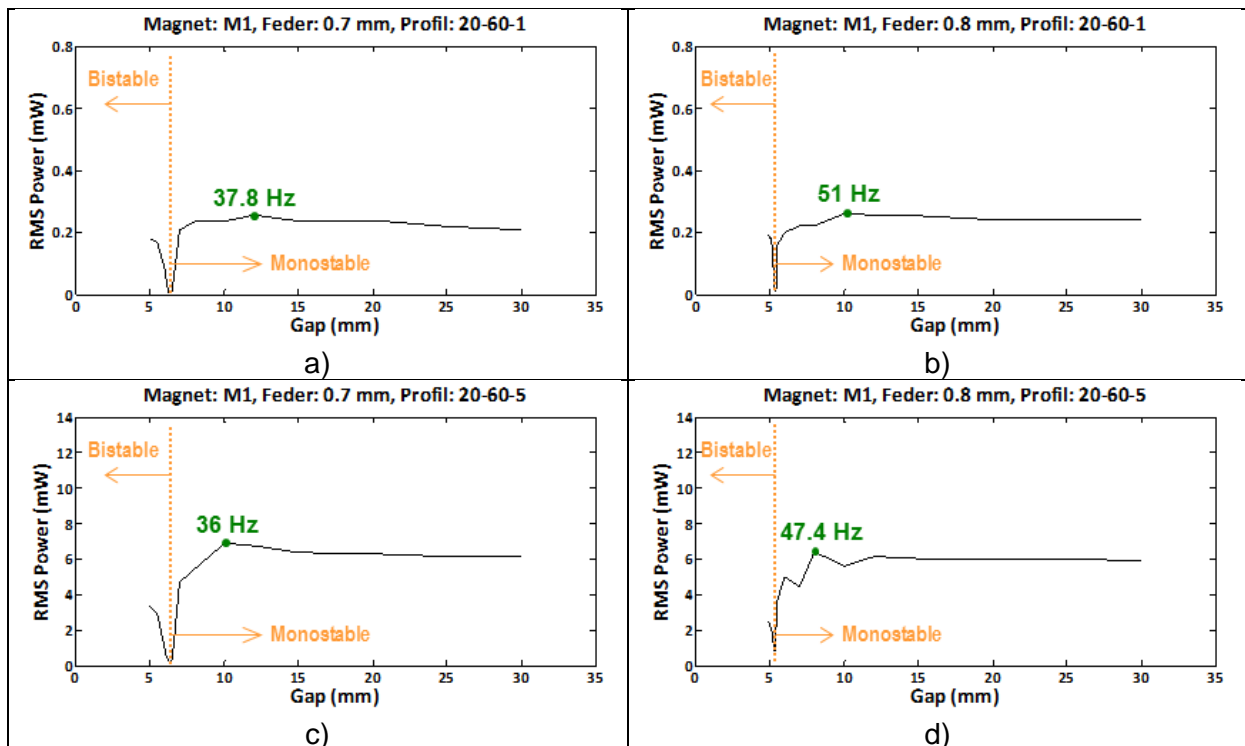 Magnet: M1, Feder: 0.7 mm, Profil: 20-60-1
RMS Power (mW)
0.8
0.6
0.4
0.2
0
Bistable
37.8 Hz
Monostable
0 5 10 15 20 25 30 35
Gap (mm)
a)
Magnet: M1, Feder: 0.8 mm, Profil: 20-60-1
RMS Power (mW)
0.8
0.6
0.4
0.2
0
Bistable
51 Hz
Monostable
0 5 10 15 20 25 30 35
Gap (mm)
b)
Magnet: M1, Feder: 0.7 mm, Profil: 20-60-5
RMS Power (mW)
14
12
10
8
6
4
2
0
Bistable
36 Hz
Monostable
0 5 10 15 20 25 30 35
Gap (mm)
c)
Magnet: M1, Feder: 0.8 mm, Profil: 20-60-5
RMS Power (mW)
14
12
10
8
6
4
2
0
Bistable
47.4 Hz
Monostable
0 5 10 15 20 25 30 35
Gap (mm)
d)